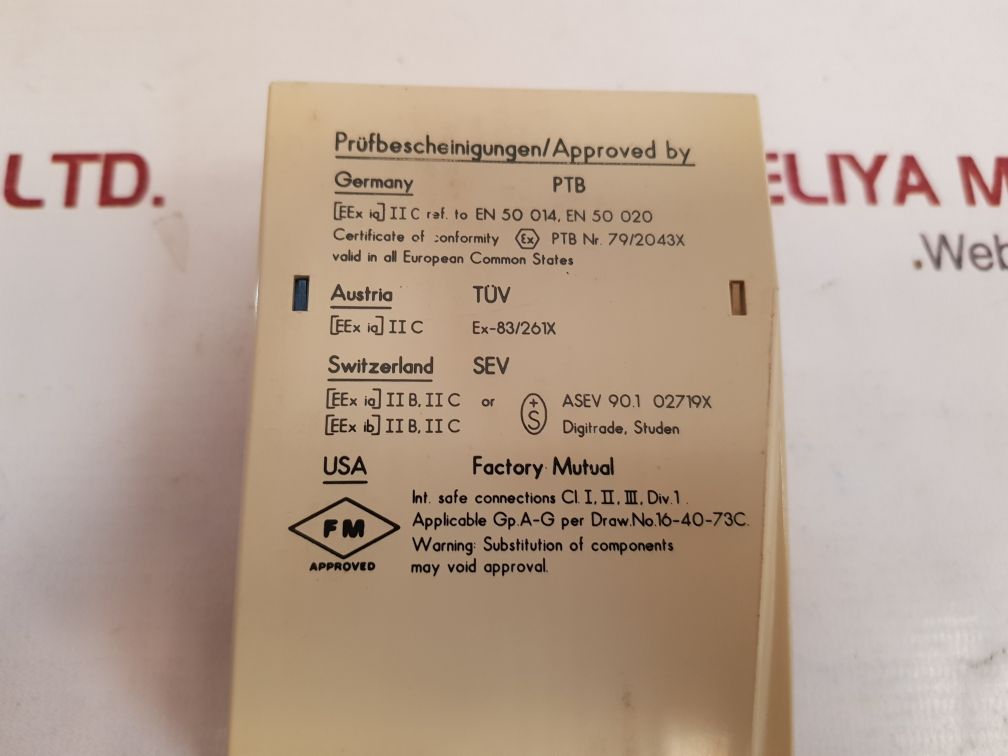 LTD.
ELIYA M
.Web
Prüfbescheinigungen/Approved by
Germany PTB
[EEx ia] II C ref. to EN 50 014, EN 50 020
Certificate of conformity Ex PTB Nr. 79/2043X
valid in all European Common States
Austria TÜV
[EEx ia] II C Ex-83/261X
Switzerland SEV
[EEx ia] II B, II C or +S ASEV 90.1 02719X
[EEx ib] II B, II C Digitrade, Studen
USA Factory Mutual
Int. safe connections Cl. I, II, III, Div.1.
FM Applicable Gp.A-G per Draw.No.16-40-73C.
Warning: Substitution of components
APPROVED may void approval.